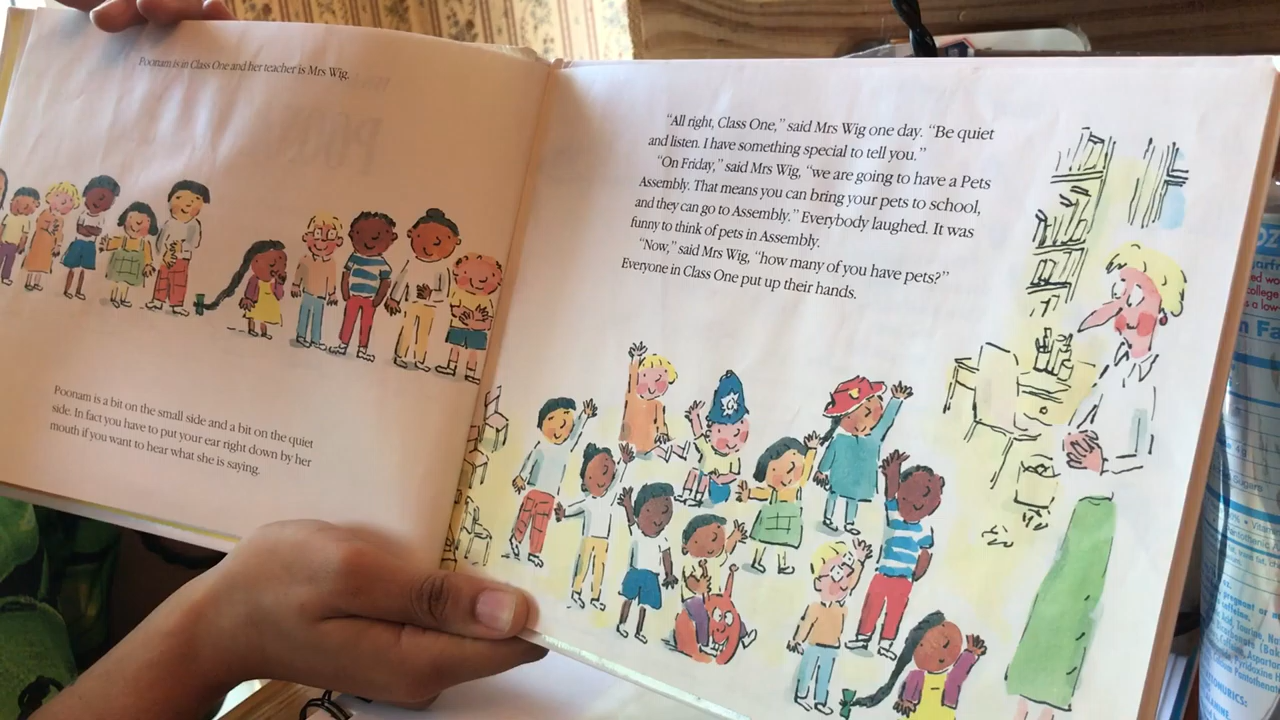 Poonam is in Class One and her teacher is Mrs Wig.
Poonam is a bit on the small side and a bit on the quiet
side. In fact you have to put your ear right down by her
mouth if you want to hear what she is saying.
"All right, Class One," said Mrs Wig one day. "Be quiet
and listen. I have something special to tell you."
"On Friday," said Mrs Wig, "we are going to have a Pets
Assembly. That means you can bring your pets to school,
and they can go to Assembly." Everybody laughed. It was
funny to think of pets in Assembly.
"Now," said Mrs Wig, "how many of you have pets?"
Everyone in Class One put up their hands.